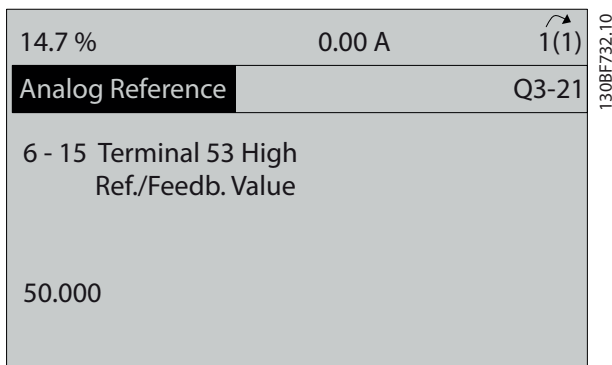 14.7 % 0.00 A 1(1)
Analog Reference Q3-21
6 - 15 Terminal 53 High
Ref./Feedb. Value
50.000
130BF732.10